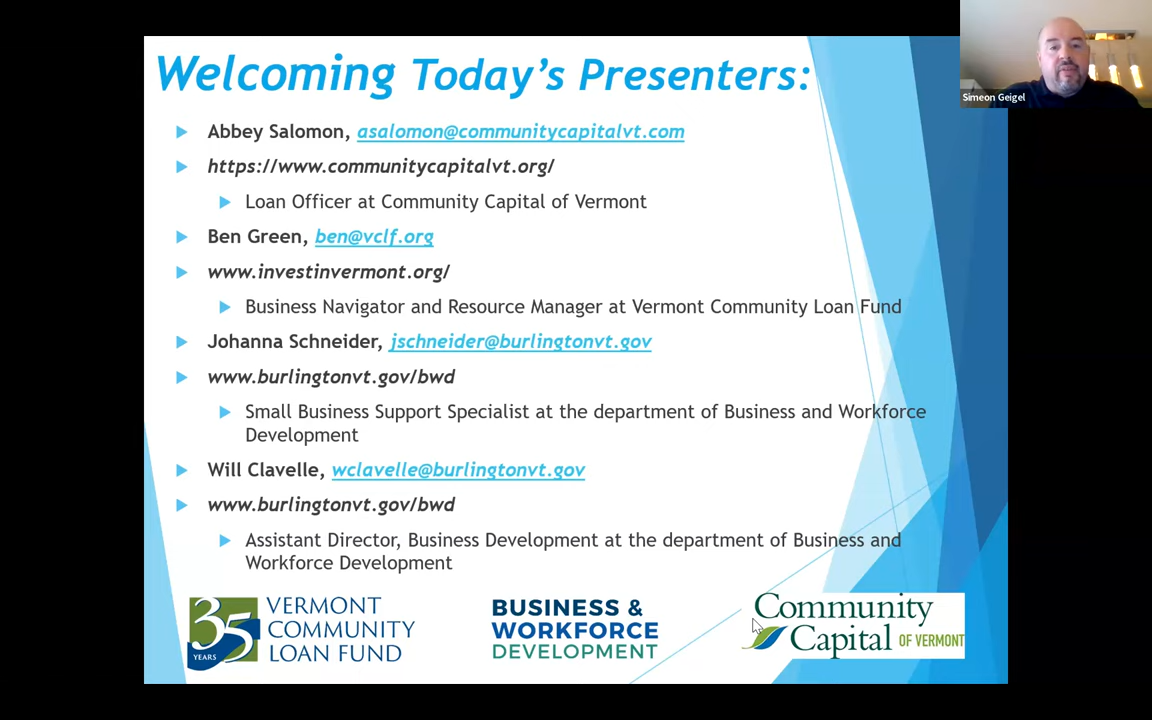 Welcoming Today's Presenters:
Simeon Geigel
Abbey Salomon, asalomon@communitycapitalvt.com
https://www.communitycapitalvt.org/
Loan Officer at Community Capital of Vermont
Ben Green, ben@vclf.org
www.investinvermont.org/
Business Navigator and Resource Manager at Vermont Community Loan Fund
Johanna Schneider, jschneider@burlingtonvt.gov
www.burlingtonvt.gov/bwd
Small Business Support Specialist at the department of Business and Workforce
Development
Will Clavelle, wclavelle@burlingtonvt.gov
www.burlingtonvt.gov/bwd
Assistant Director, Business Development at the department of Business and
Workforce Development
35
YEARS
VERMONT
COMMUNITY
LOAN FUND
BUSINESS &
WORKFORCE
DEVELOPMENT
Community
Capital OF VERMONT